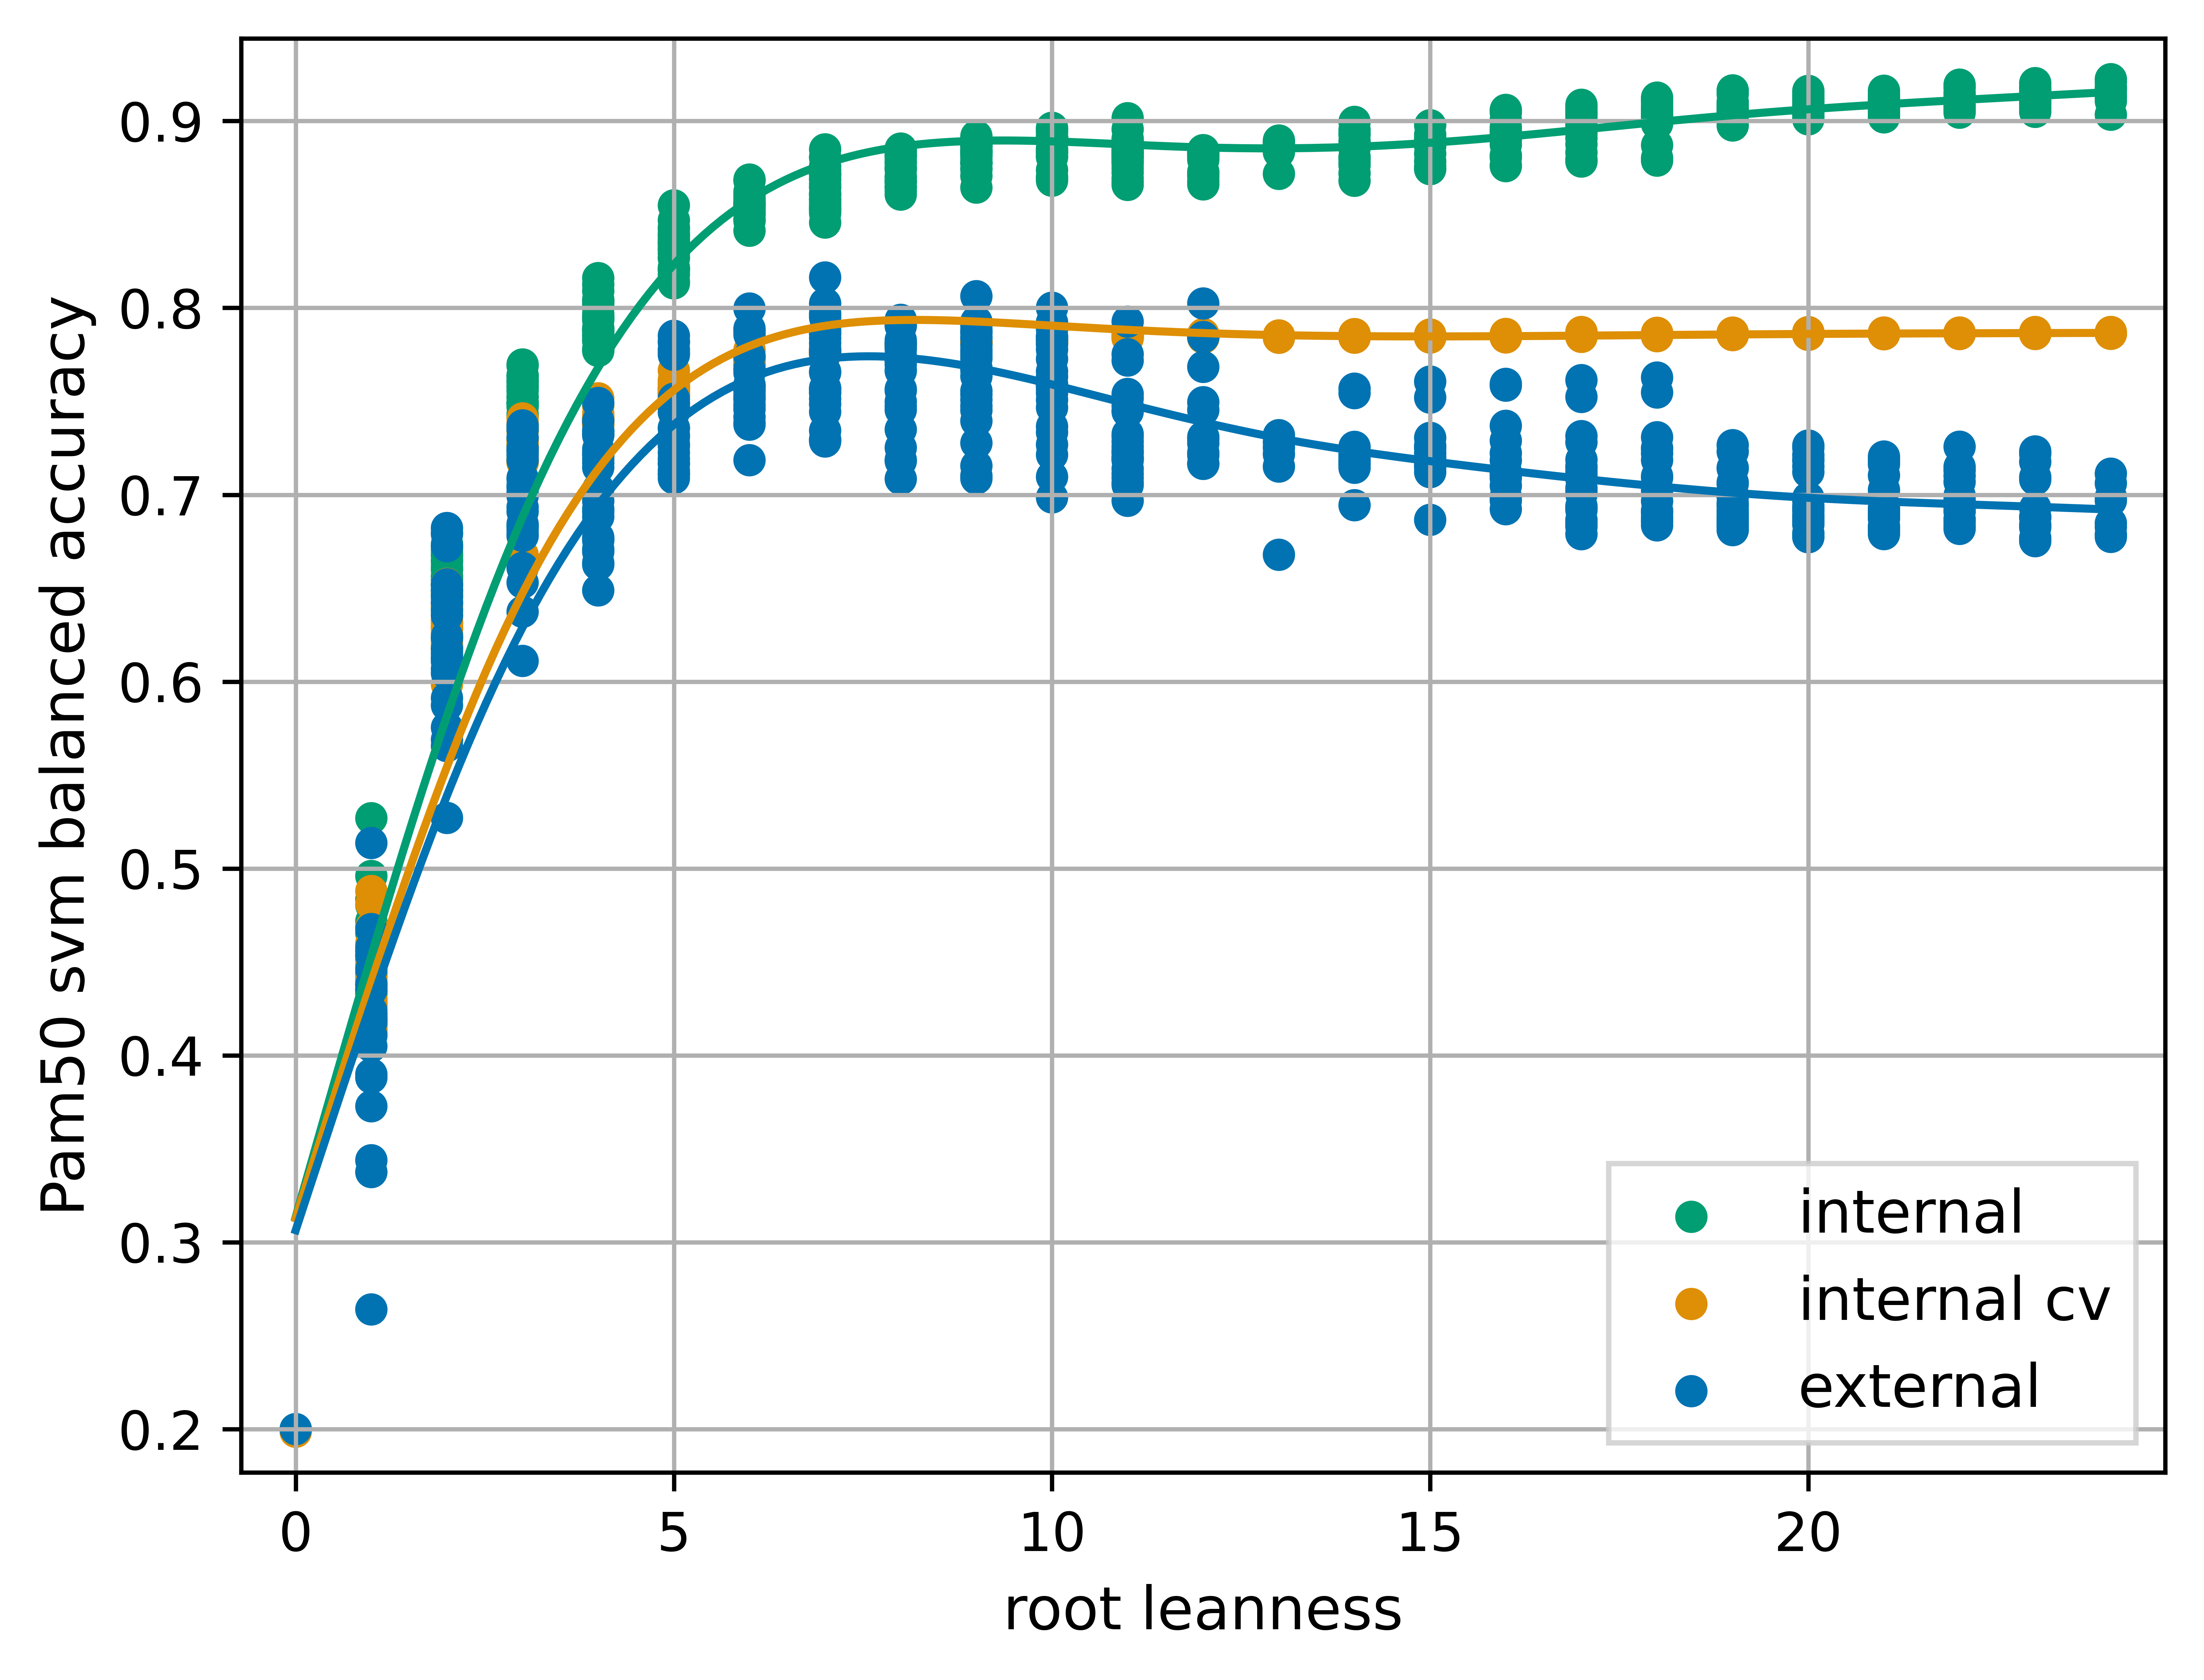 Pam50 svm balanced accuracy
0.9
0.8
0.7
0.6
0.5
0.4
0.3
0.2
0 5 10 15 20
root leanness
internal
internal cv
external